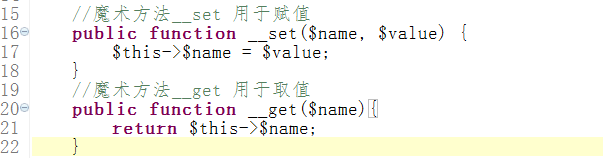 15 //魔术方法__set 用于赋值
16 public function __set($name, $value) {
17 $this->$name = $value;
18 }
19 //魔术方法__get 用于取值
20 public function __get($name){
21 return $this->$name;
22 }